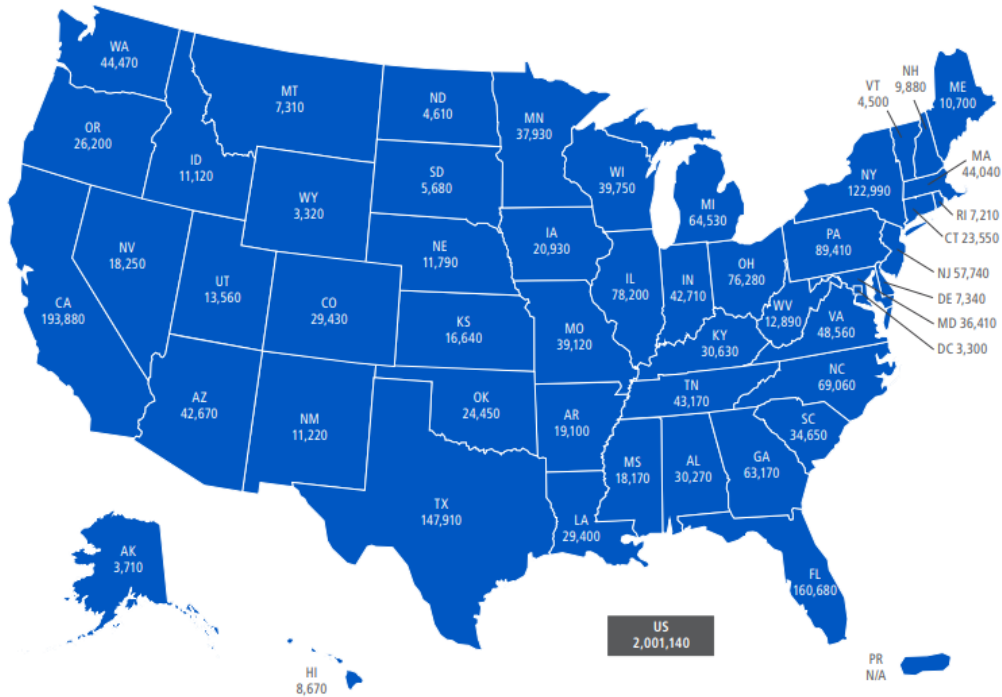 WA
44,470
MT
7,310
ND
4,610
MN
37,930
NH
9,880
VT
4,500
ME
10,700
OR
26,200
ID
11,120
SD
5,680
WI
39,750
MI
64,530
NY
122,990
MA
44,040
RI 7,210
CT 23,550
WY
3,320
IA
20,930
NE
11,790
PA
89,410
NJ 57,740
DE 7,340
MD 36,410
DC 3,300
NV
18,250
UT
13,560
CO
29,430
CA
193,880
KS
16,640
MO
39,120
IL
78,200
IN
42,710
OH
76,280
WV
12,890
VA
48,560
KY
30,630
AZ
42,670
NM
11,220
OK
24,450
AR
19,100
TN
43,170
NC
69,060
SC
34,650
MS
18,170
AL
30,270
GA
63,170
TX
147,910
LA
29,400
AK
3,710
FL
160,680
US
2,001,140
HI
8,670
PR
N/A